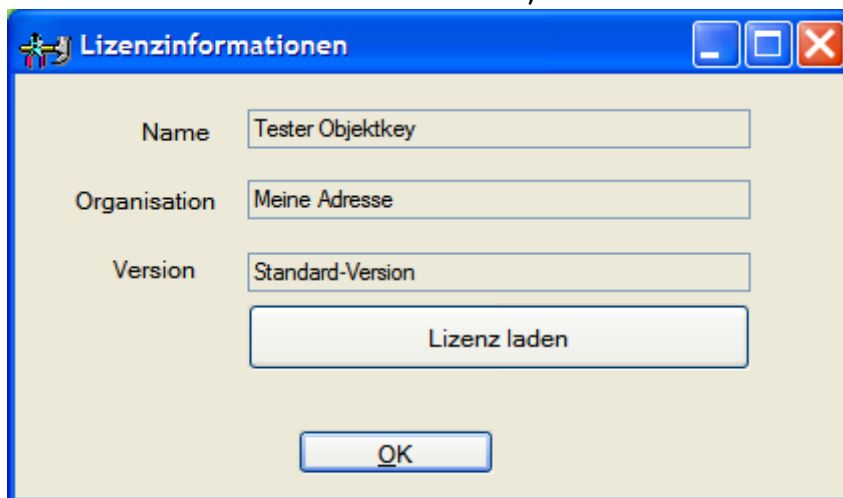 Lizenzinformationen
Name Tester Objektkey
Organisation Meine Adresse
Version Standard-Version
Lizenz laden
OK